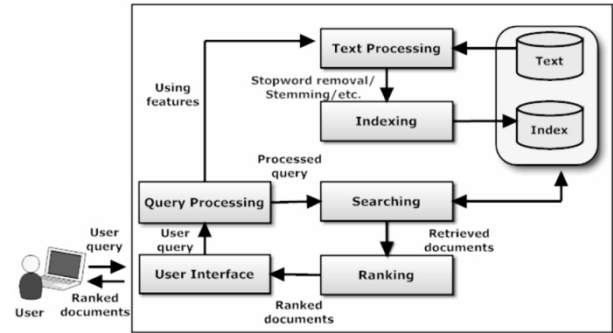 Text Processing
Text
Using
features
Stopword removal/
Stemming/etc.
Indexing
Index
Processed
query
Query Processing
Searching
User
query
User query
Retrieved
documents
User Interface
Ranking
Ranked
documents
User
Ranked
documents